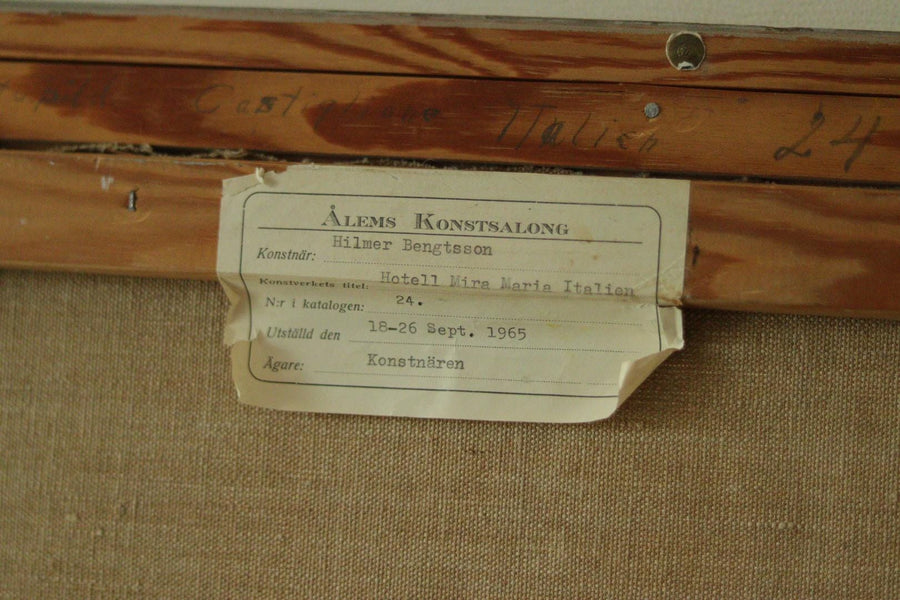 Italien 24
ÅLEMS KONSTSALONG
Konstnär: Hilmer Bengtsson
Konstverkets titel: Hotell Mira Maria Italien
N:r i katalogen: 24.
Utställd den 18-26 Sept. 1965
Ägare: Konstnären